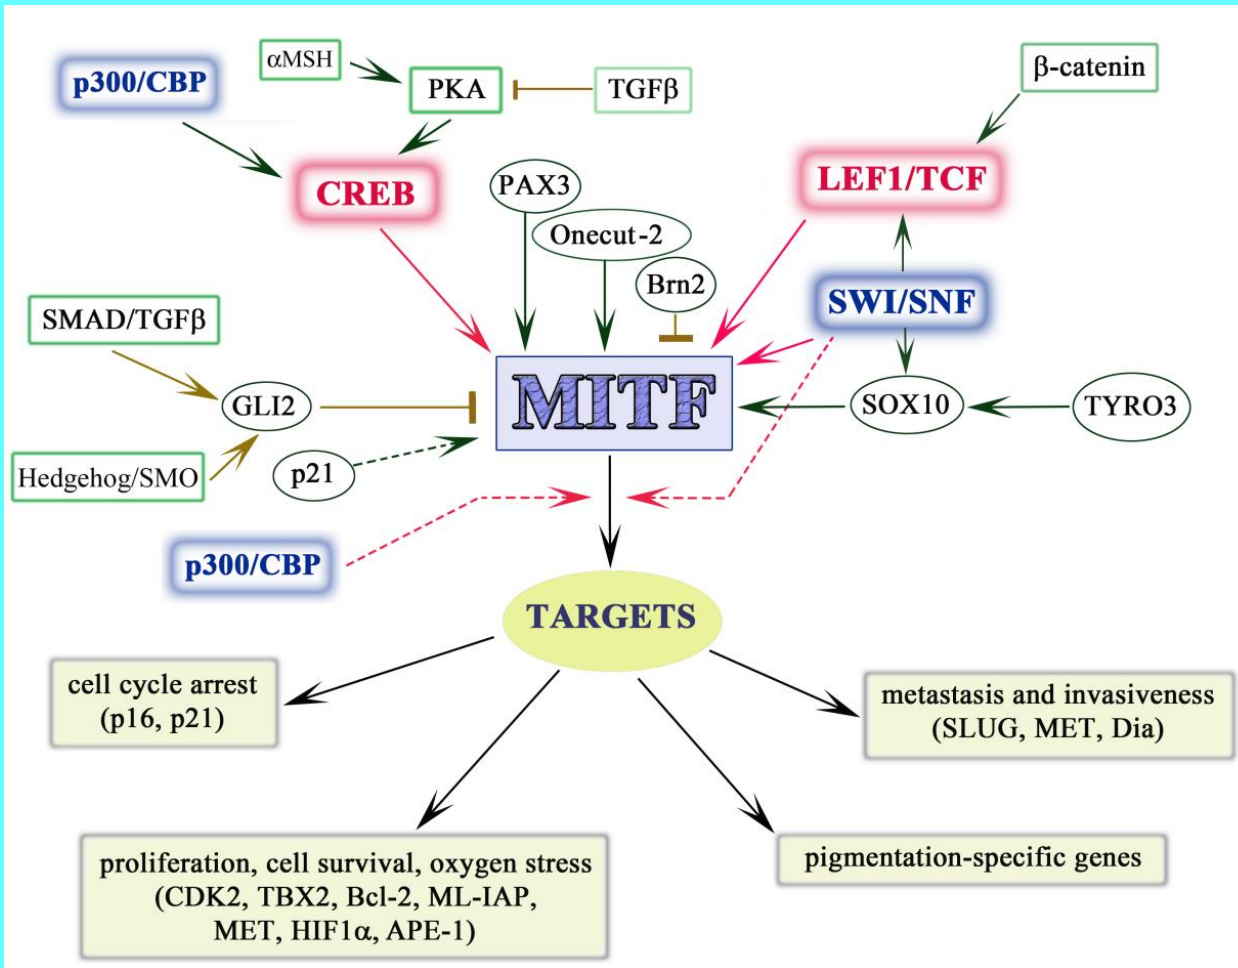 αMSH
p300/CBP
PKA
TGFβ
β-catenin
CREB
PAX3
LEF1/TCF
Onecut-2
Brn2
SWI/SNF
SMAD/TGFβ
MITF
GLI2
SOX10
TYRO3
Hedgehog/SMO
p21
p300/CBP
TARGETS
cell cycle arrest
(p16, p21)
metastasis and invasiveness
(SLUG, MET, Dia)
proliferation, cell survival, oxygen stress
(CDK2, TBX2, Bcl-2, ML-IAP,
MET, HIF1α, APE-1)
pigmentation-specific genes